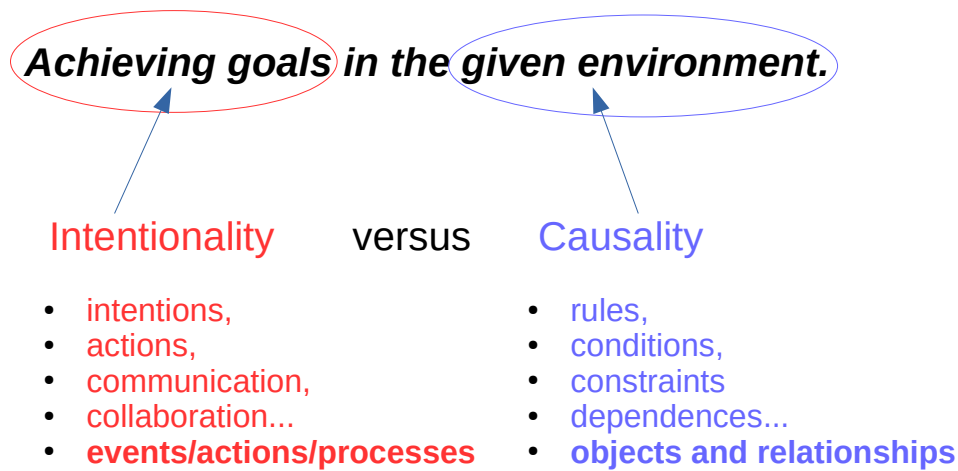 Achieving goals in the given environment.
Intentionality versus Causality
• intentions,
• actions,
• communication,
• collaboration...
• events/actions/processes
• rules,
• conditions,
• constraints
• dependences...
• objects and relationships